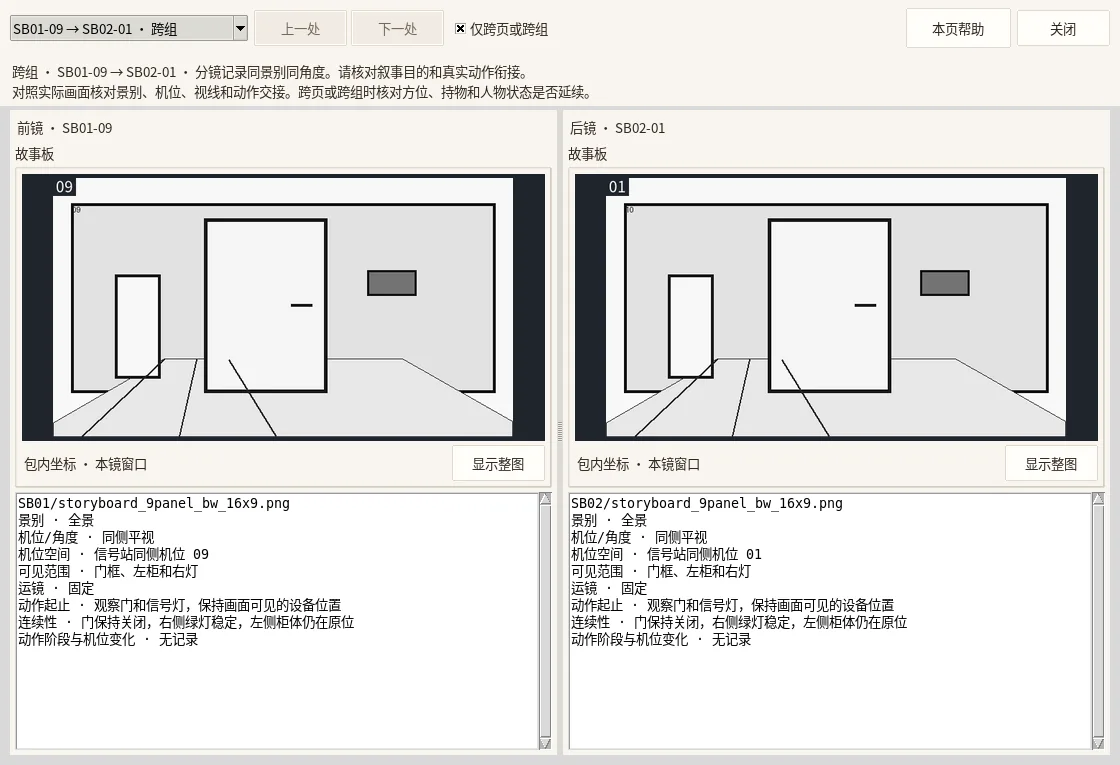 SB01-09→SB02-01 · 跨组
上一处
下一处
仅跨页或跨组
本页帮助
关闭
跨组 · SB01-09→SB02-01 · 分镜记录同景别同角度。请核对叙事目的和真实动作衔接。
对照实际画面核对景别、机位、视线和动作交接。跨页或跨组时核对方位、持物和人物状态是否延续。
前镜 · SB01-09
故事板
09
09
包内坐标 · 本镜窗口
显示整图
SB01/storyboard_9panel_bw_16x9.png
景别 · 全景
机位/角度 · 同侧平视
机位空间 · 信号站同侧机位 09
可见范围 · 门框、左柜和右灯
运镜 · 固定
动作起止 · 观察门和信号灯，保持画面可见的设备位置
连续性 · 门保持关闭，右侧绿灯稳定，左侧柜体仍在原位
动作阶段与机位变化 · 无记录
后镜 · SB02-01
故事板
01
包内坐标 · 本镜窗口
显示整图
SB02/storyboard_9panel_bw_16x9.png
景别 · 全景
机位/角度 · 同侧平视
机位空间 · 信号站同侧机位 01
可见范围 · 门框、左柜和右灯
运镜 · 固定
动作起止 · 观察门和信号灯，保持画面可见的设备位置
连续性 · 门保持关闭，右侧绿灯稳定，左侧柜体仍在原位
动作阶段与机位变化 · 无记录